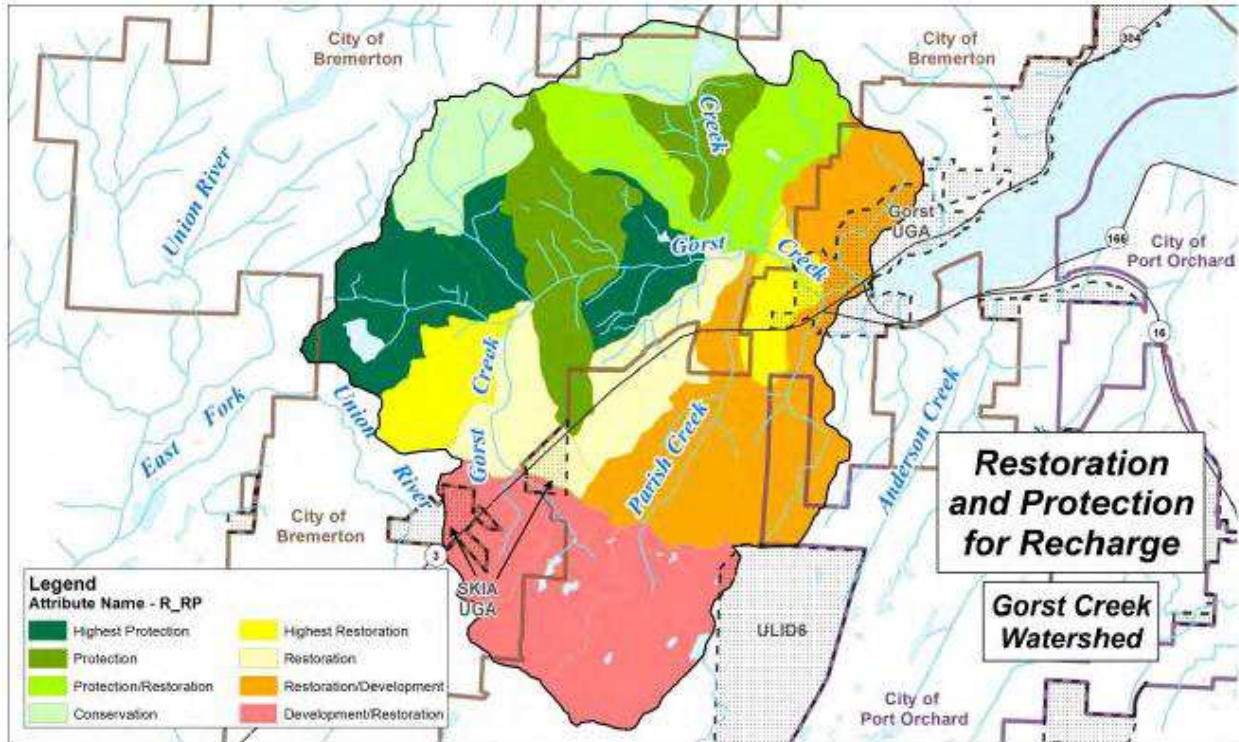 City of
Bremerton
City of
Bremerton
304
Union River
Creek
Gorst
UGA
Gorst
Creek
166
City of
Port Orchard
16
East Fork
Union
River
Creek
Gorst
Parish Creek
Anderson Creek
City of
Bremerton
3
SKIA
UGA
ULID6
Restoration
and Protection
for Recharge
Gorst Creek
Watershed
City of
Port Orchard
Legend
Attribute Name - R_RP
Highest Protection
Protection
Protection/Restoration
Conservation
Highest Restoration
Restoration
Restoration/Development
Development/Restoration